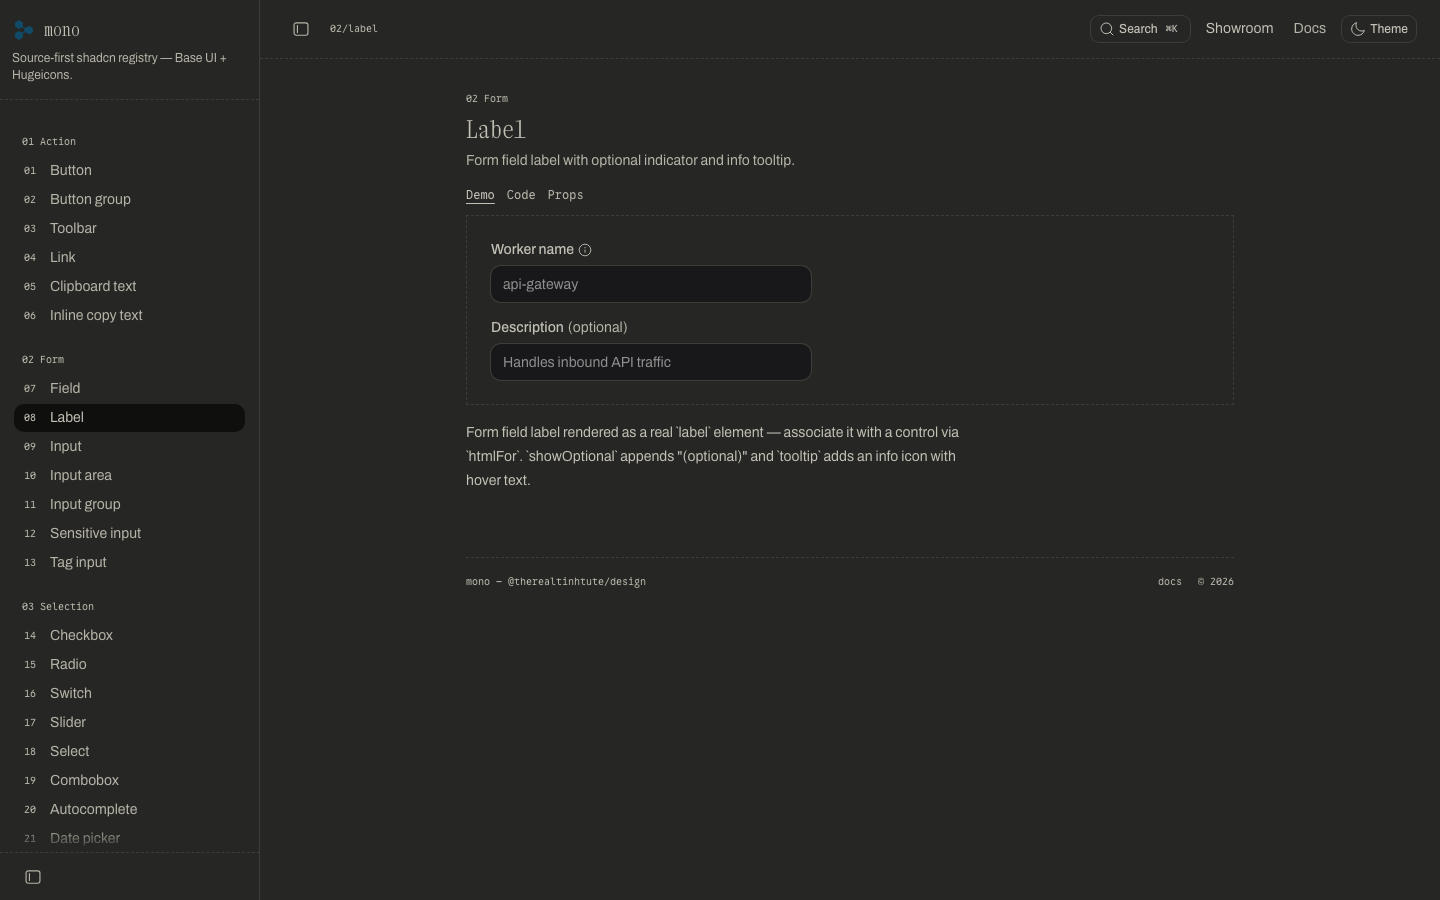 mono
Source-first shadcn registry — Base UI +
Hugeicons.
01 Action
01 Button
02 Button group
03 Toolbar
04 Link
05 Clipboard text
06 Inline copy text
02 Form
07 Field
08 Label
09 Input
10 Input area
11 Input group
12 Sensitive input
13 Tag input
03 Selection
14 Checkbox
15 Radio
16 Switch
17 Slider
18 Select
19 Combobox
20 Autocomplete
21 Date picker
02/label
Search ⌘K Showroom Docs Theme
02 Form
Label
Form field label with optional indicator and info tooltip.
Demo Code Props
Worker name
api-gateway
Description (optional)
Handles inbound API traffic
Form field label rendered as a real `label` element — associate it with a control via
`htmlFor`. `showOptional` appends "(optional)" and `tooltip` adds an info icon with
hover text.
mono — @therealtinhtute/design
docs © 2026